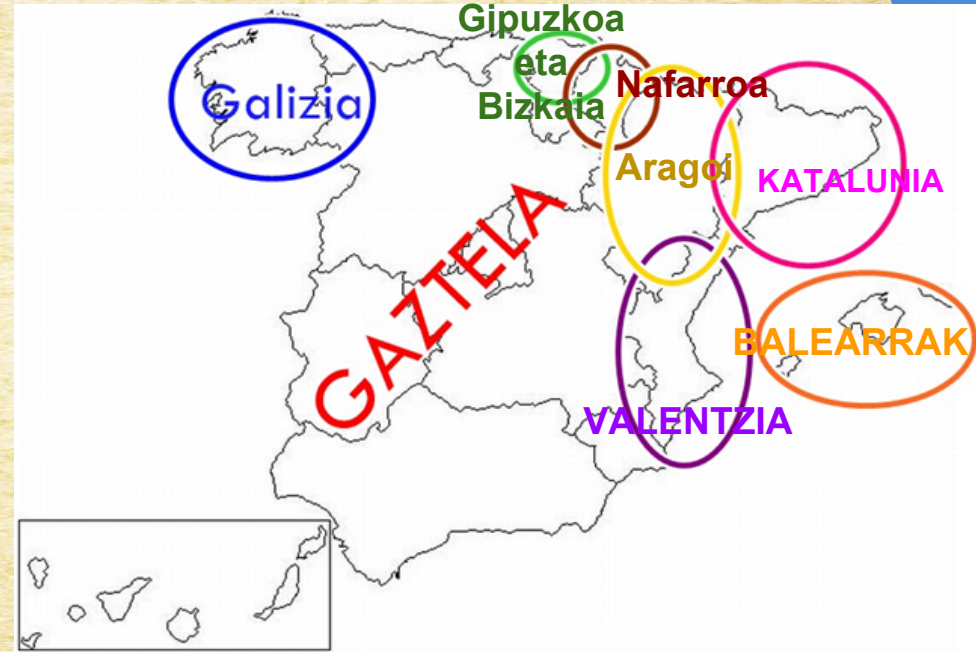 Gipuzkoa
eta
Bizkaia
Galizia
Nafarroa
Aragoi
KATALUNIA
GAZTELA
BALEARRAK
VALENTZIA